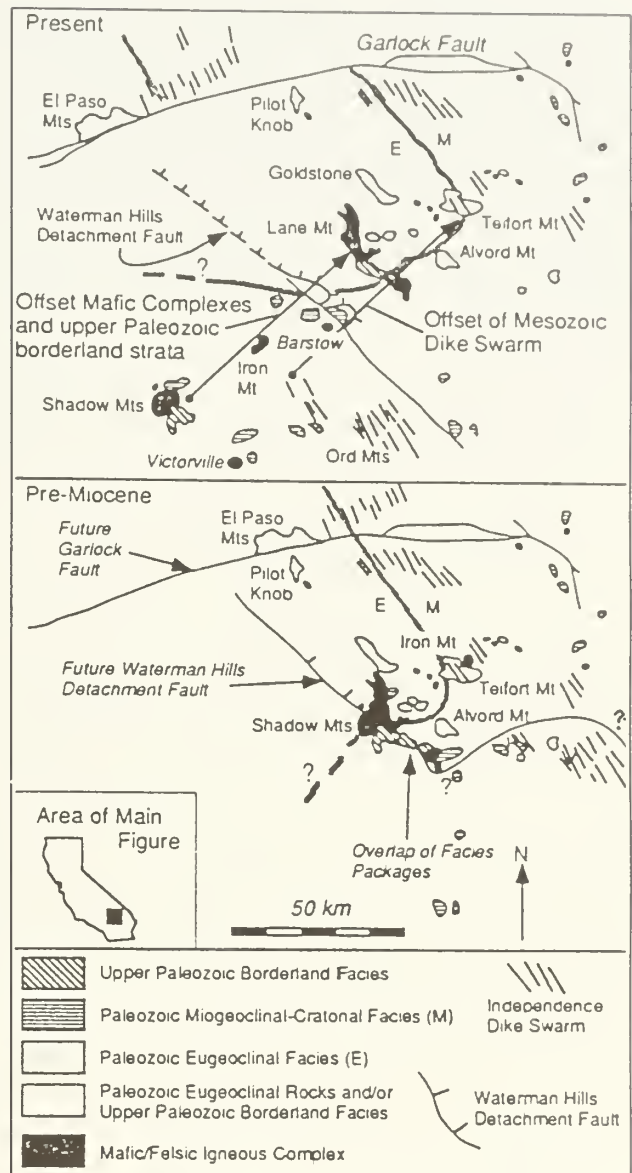 Present
Garlock Fault
El Paso
Mts
Pilot
Knob
E
M
Goldstone
Waterman Hills
Detachment Fault
Lane Mt
Teifort Mt
Alvord Mt
?
Offset Mafic Complexes
and upper Paleozoic
borderland strata
Barstow
Offset of Mesozoic
Dike Swarm
Iron
Mt
Shadow Mts
Victorville
Ord Mts
Pre-Miocene
Future
Garlock
Fault
El Paso
Mts
Pilot
Knob
E
M
Iron Mt
Future Waterman Hills
Detachment Fault
Teifort Mt
Shadow Mts
Alvord Mt
?
?
?
Area of Main
Figure
Overlap of Facies
Packages
N
50 km
Upper Paleozoic Borderland Facies
Paleozoic Miogeoclinal-Cratonal Facies (M)
Paleozoic Eugeoclinal Facies (E)
Paleozoic Eugeoclinal Rocks and/or
Upper Paleozoic Borderland Facies
Mafic/Felsic Igneous Complex
Independence
Dike Swarm
Waterman Hills
Detachment Fault